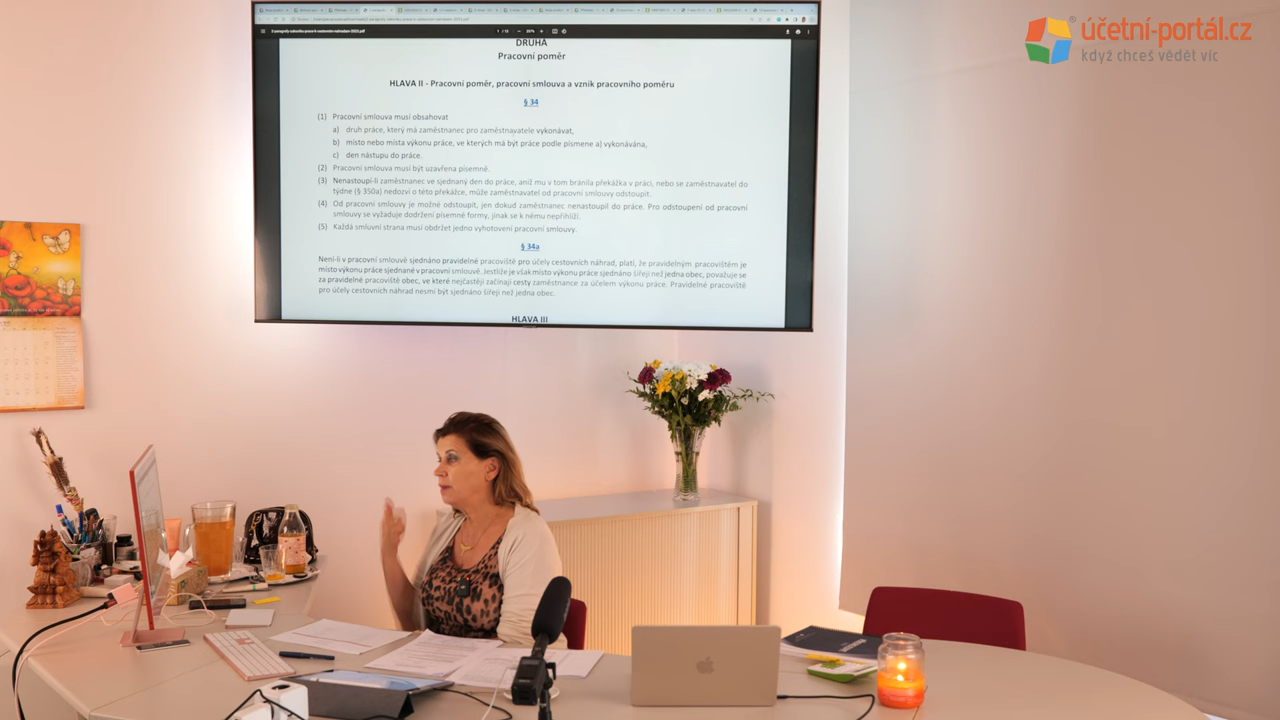 účetní-portál.cz
když chceš vědět víc
DRUHÁ
Pracovní poměr
HLAVA II - Pracovní poměr, pracovní smlouva a vznik pracovního poměru
§ 34
(1) Pracovní smlouva musí obsahovat
a) druh práce, který má zaměstnanec pro zaměstnavatele vykonávat,
b) místo nebo místa výkonu práce, ve kterých má být práce podle písmene a) vykonávána,
c) den nástupu do práce.
(2) Pracovní smlouva musí být uzavřena písemně.
(3) Nenastoupí-li zaměstnanec ve sjednaný den do práce, aniž mu v tom bránila překážka v práci, nebo se zaměstnavatel do
týdne (§ 350a) nedozví o této překážce, může zaměstnavatel od pracovní smlouvy odstoupit.
(4) Od pracovní smlouvy je možné odstoupit, jen dokud zaměstnanec nenastoupil do práce. Pro odstoupení od pracovní
smlouvy se vyžaduje dodržení písemné formy, jinak se k němu nepřihlíží.
(5) Každá smluvní strana musí obdržet jedno vyhotovení pracovní smlouvy.
§ 34a
Není-li v pracovní smlouvě sjednáno pravidelné pracoviště pro účely cestovních náhrad, platí, že pravidelným pracovištěm je
místo výkonu práce sjednané v pracovní smlouvě. Jestliže je však místo výkonu práce sjednáno šířeji než jedna obec, považuje se
za pravidelné pracoviště obec, ve které nejčastěji začínají cesty zaměstnance za účelem výkonu práce. Pravidelné pracoviště
pro účely cestovních náhrad nesmí být sjednáno šířeji než jedna obec.
HLAVA III